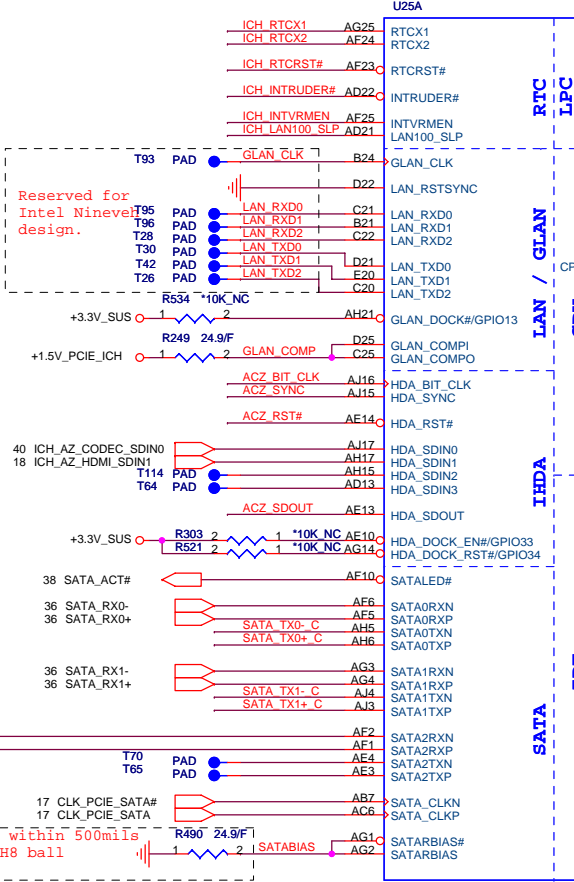 U25A
ICH_RTCX1 AG25 RTCX1
ICH_RTCX2 AF24 RTCX2
ICH_RTCRST# AF23 RTCRST#
ICH_INTRUDER# AD22 INTRUDER#
ICH_INTVRMEN AF25 INTVRMEN
ICH_LAN100_SLP AD21 LAN100_SLP
RTC
LPC
T93 PAD GLAN_CLK B24 GLAN_CLK
D22 LAN_RSTSYNC
Reserved for
Intel Nineveh
design.
T95 PAD LAN_RXD0 C21 LAN_RXD0
T96 PAD LAN_RXD1 B21 LAN_RXD1
T28 PAD LAN_RXD2 C22 LAN_RXD2
T30 PAD LAN_TXD0 D21 LAN_TXD0
T42 PAD LAN_TXD1 E20 LAN_TXD1
T26 PAD LAN_TXD2 C20 LAN_TXD2
LAN / GLAN
CP
R534 *10K_NC
+3.3V_SUS 1 2 AH21 GLAN_DOCK#/GPIO13
R249 24.9/F
+1.5V_PCIE_ICH 1 2 GLAN_COMP D25 GLAN_COMPI
C25 GLAN_COMPO
ACZ_BIT_CLK AJ16 HDA_BIT_CLK
ACZ_SYNC AJ15 HDA_SYNC
ACZ_RST# AE14 HDA_RST#
40 ICH_AZ_CODEC_SDIN0 AJ17 HDA_SDIN0
18 ICH_AZ_HDMI_SDIN1 AH17 HDA_SDIN1
T114 PAD AH15 HDA_SDIN2
T64 PAD AD13 HDA_SDIN3
IHDA
ACZ_SDOUT AE13 HDA_SDOUT
+3.3V_SUS R303 2 1 *10K_NC AE10 HDA_DOCK_EN#/GPIO33
R521 2 1 *10K_NC AG14 HDA_DOCK_RST#/GPIO34
38 SATA_ACT# AF10 SATALED#
36 SATA_RX0- AF6 SATA0RXN
36 SATA_RX0+ AF5 SATA0RXP
SATA_TX0-_C AH5 SATA0TXN
SATA_TX0+_C AH6 SATA0TXP
36 SATA_RX1- AG3 SATA1RXN
36 SATA_RX1+ AG4 SATA1RXP
SATA_TX1-_C AJ4 SATA1TXN
SATA_TX1+_C AJ3 SATA1TXP
SATA
AF2 SATA2RXN
AF1 SATA2RXP
T70 PAD AE4 SATA2TXN
T65 PAD AE3 SATA2TXP
17 CLK_PCIE_SATA# AB7 SATA_CLKN
17 CLK_PCIE_SATA AC6 SATA_CLKP
within 500mils
H8 ball
R490 24.9/F
1 2 SATABIAS AG1 SATARBIAS#
AG2 SATARBIAS